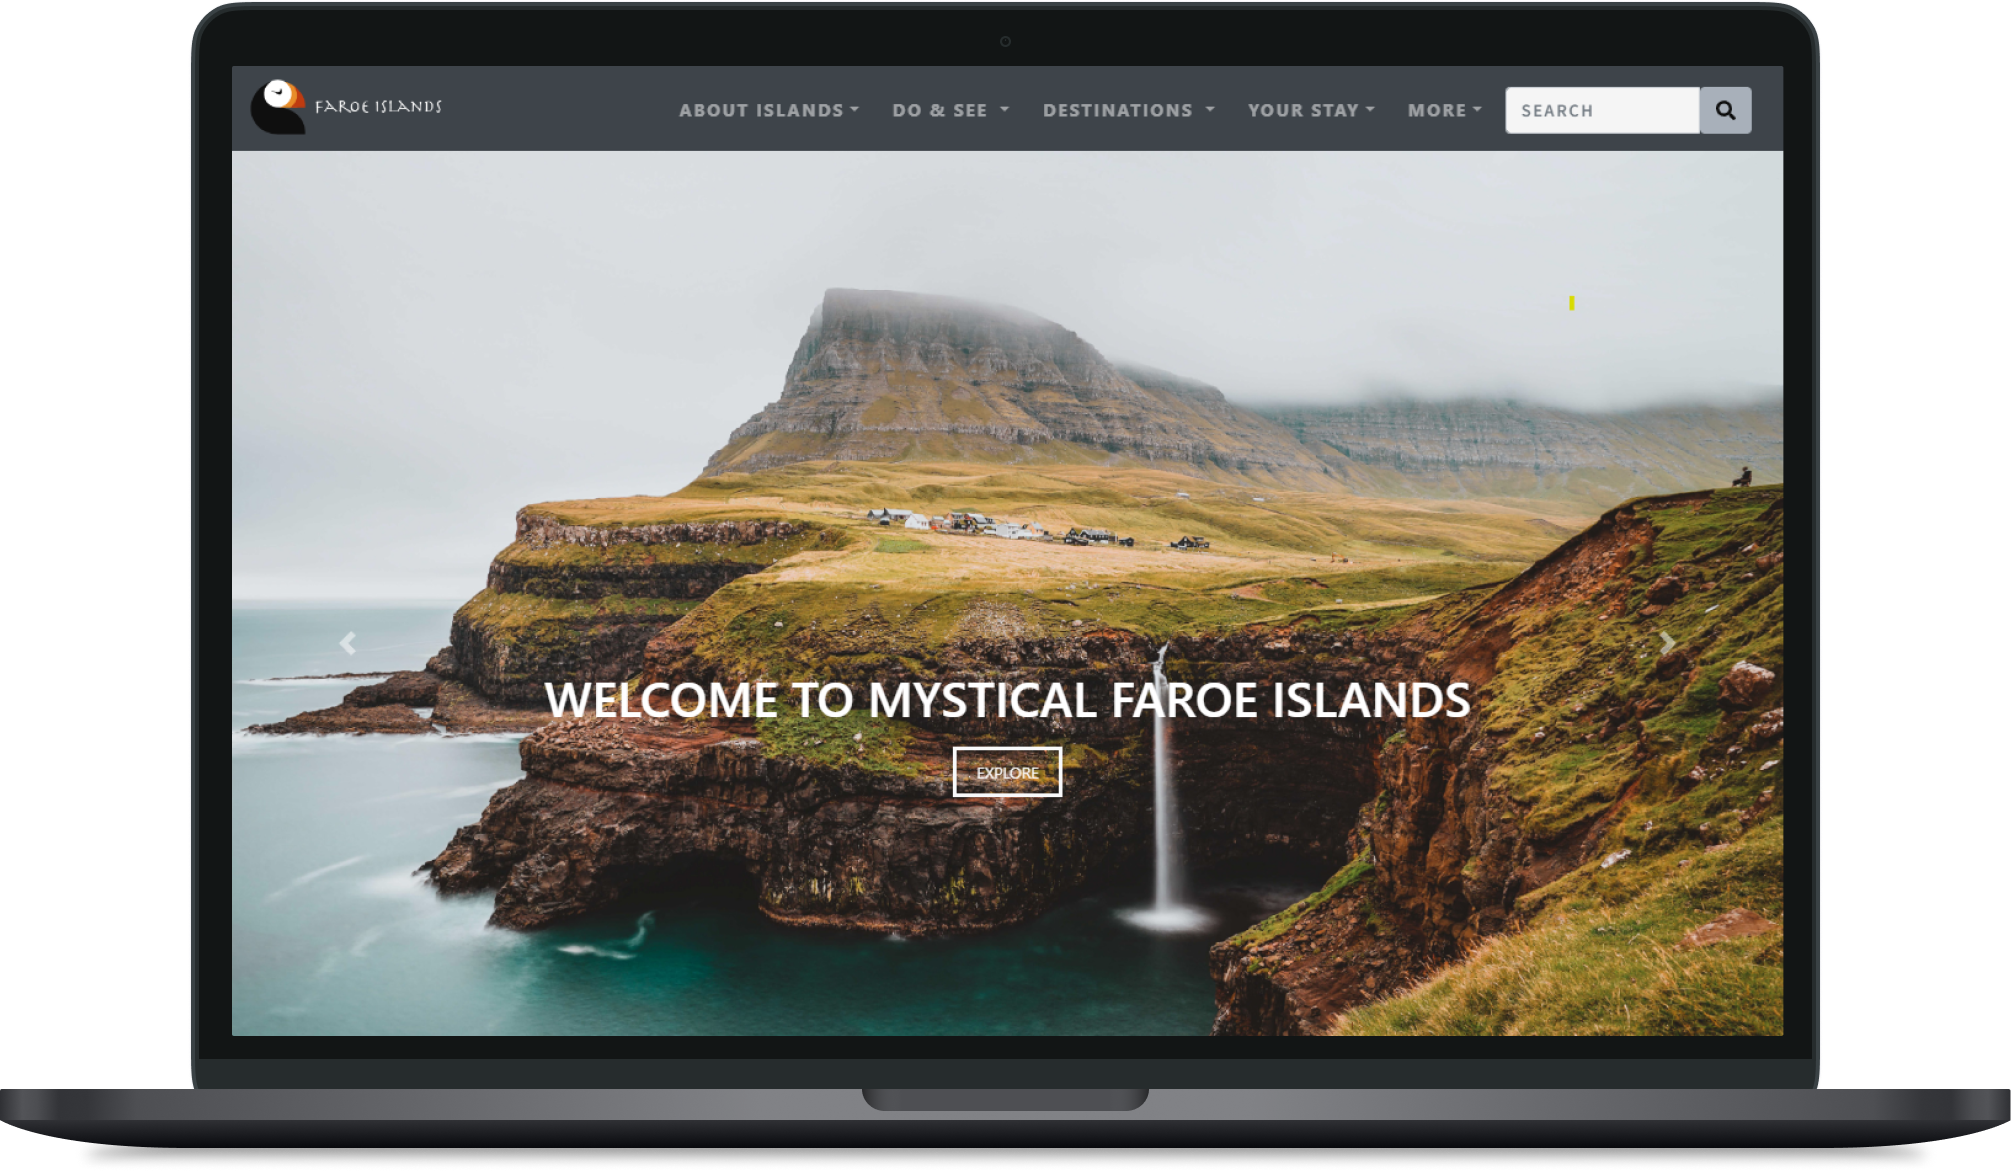 FAROE ISLANDS
ABOUT ISLANDS
DO & SEE
DESTINATIONS
YOUR STAY
MORE
SEARCH
WELCOME TO MYSTICAL FAROE ISLANDS
EXPLORE